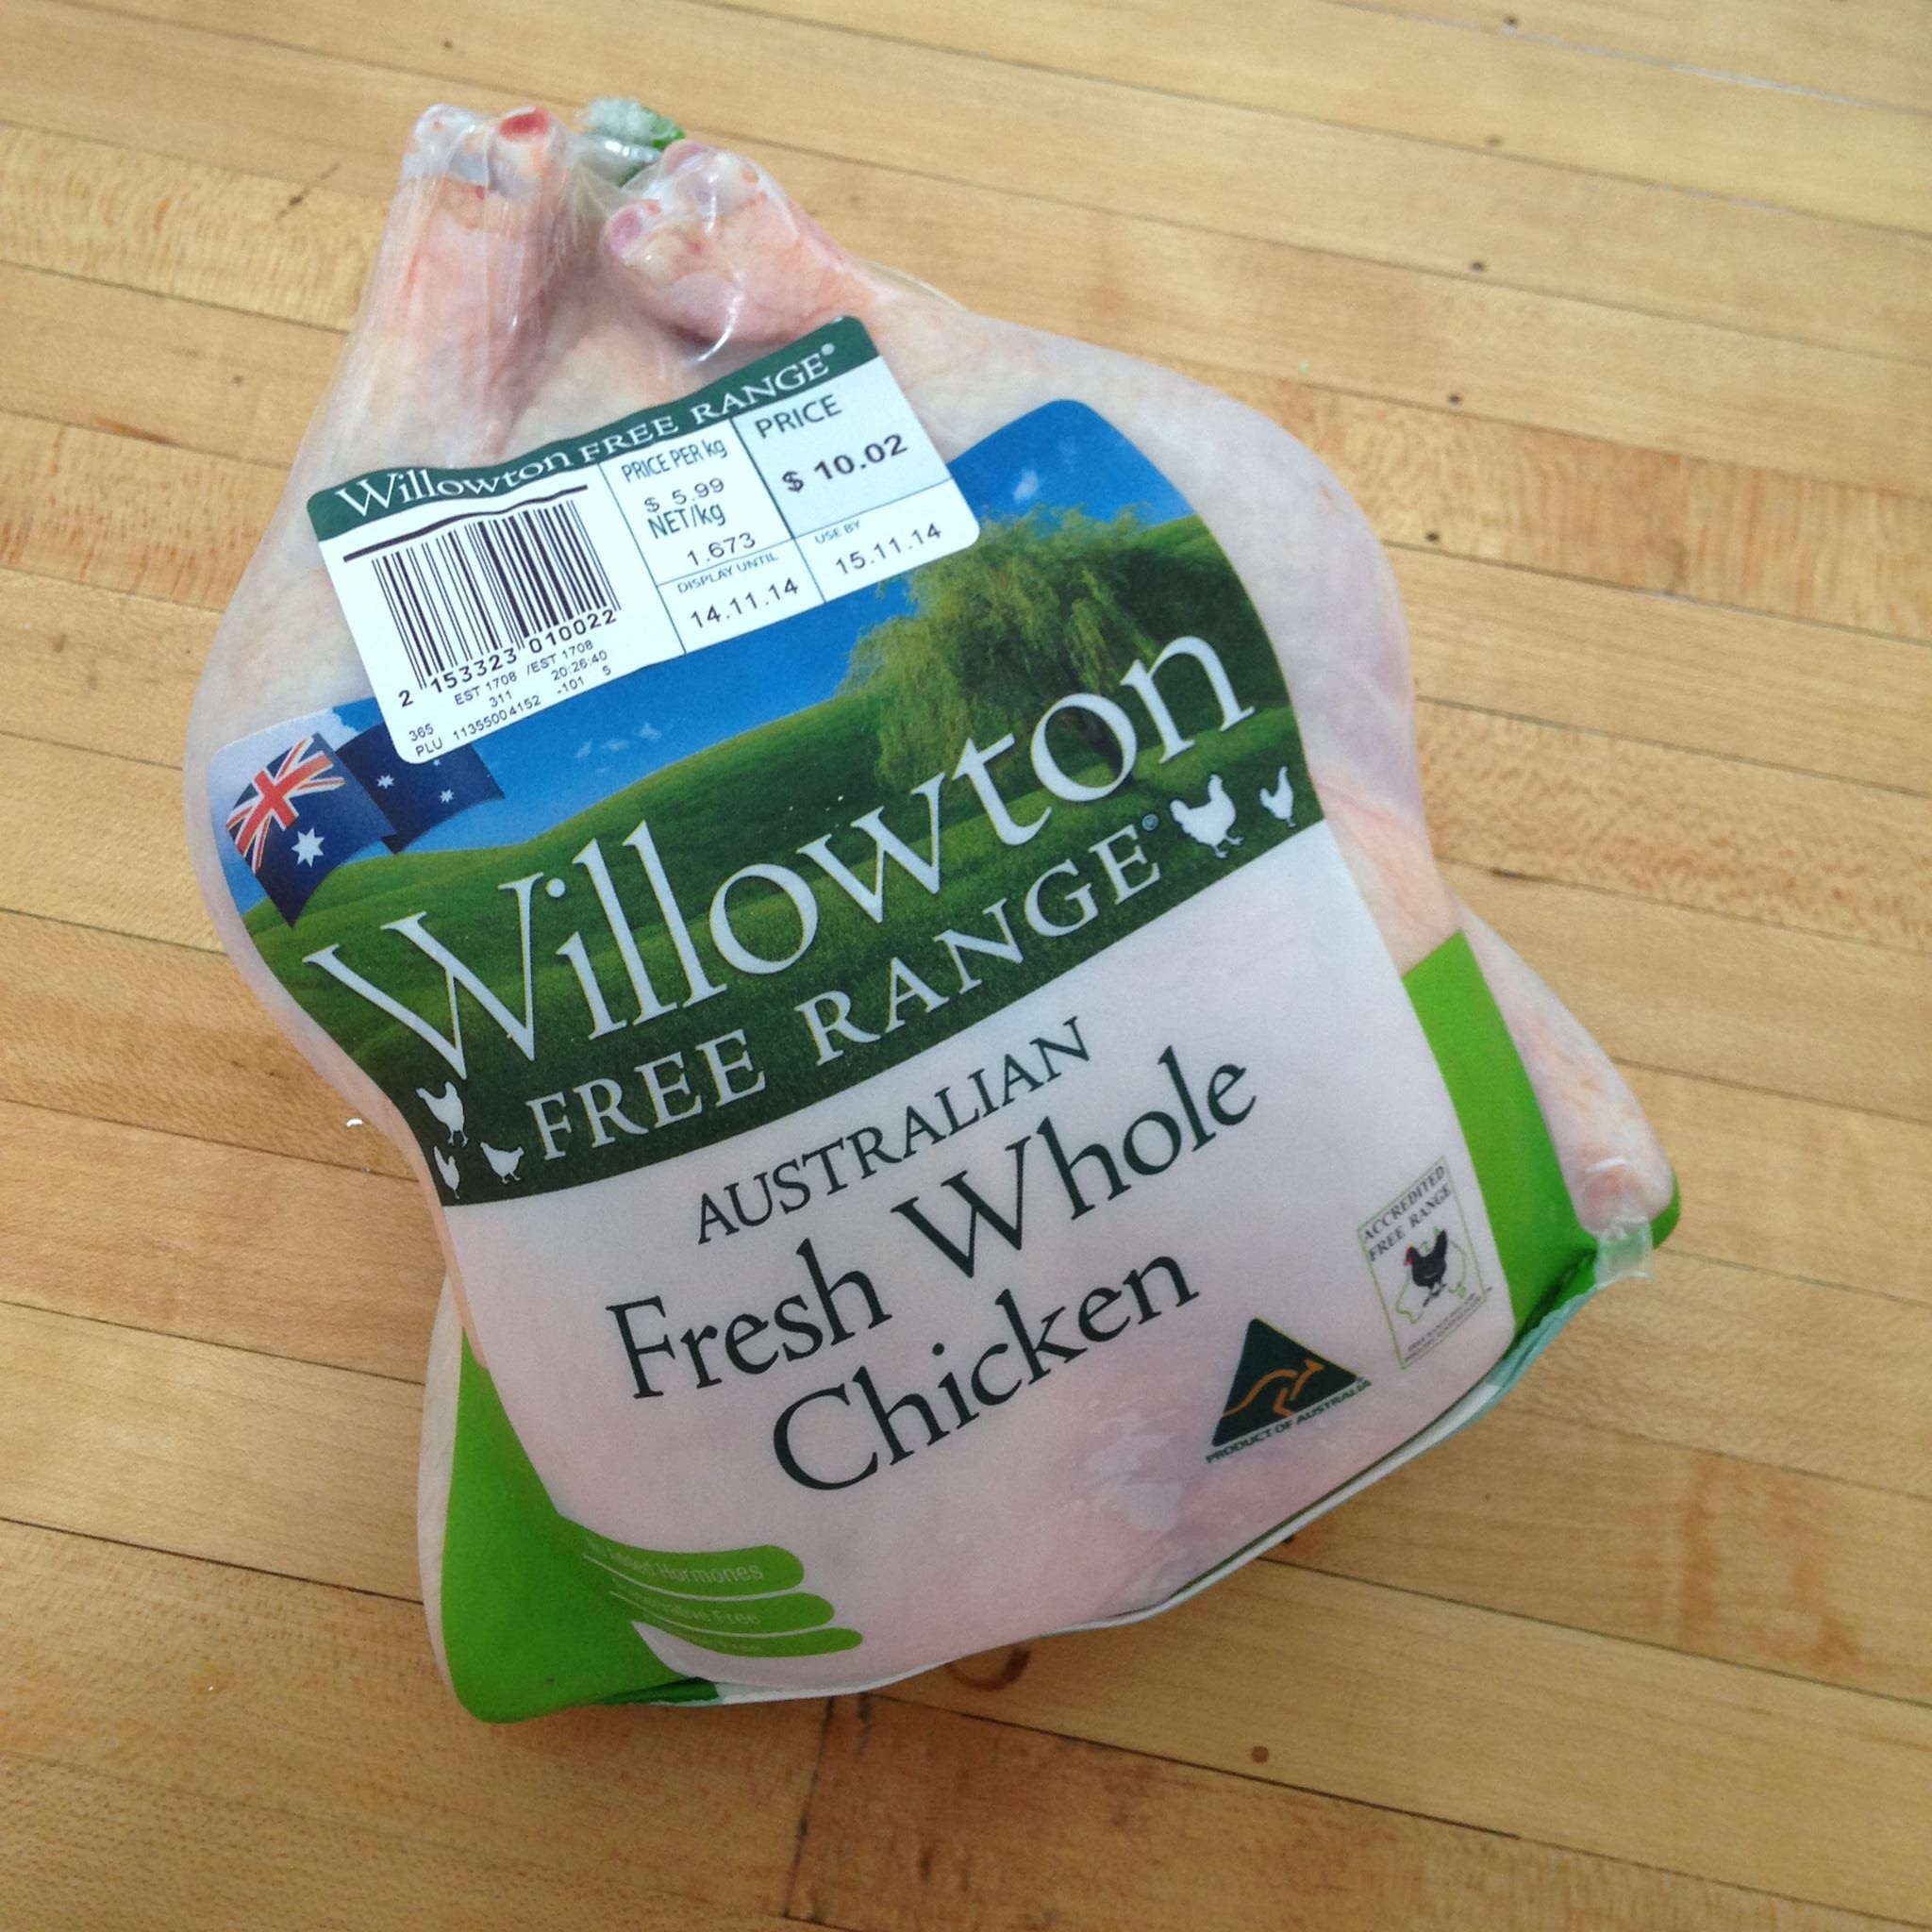 Willowton FREE RANGE®
PRICE PER kg
$ 5.99
NET/kg
1.673
PRICE
$ 10.02
DISPLAY UNTIL
14.11.14
USE BY
15.11.14
2 153323 010022
EST 1708 /EST 1708
311 20:26:40
365 -101 5
PLU 11355004152
Willowton
FREE RANGE®
AUSTRALIAN
Fresh Whole
Chicken
ACCREDITED
FREE RANGE
PRODUCT OF AUSTRALIA
Added Hormones
Free